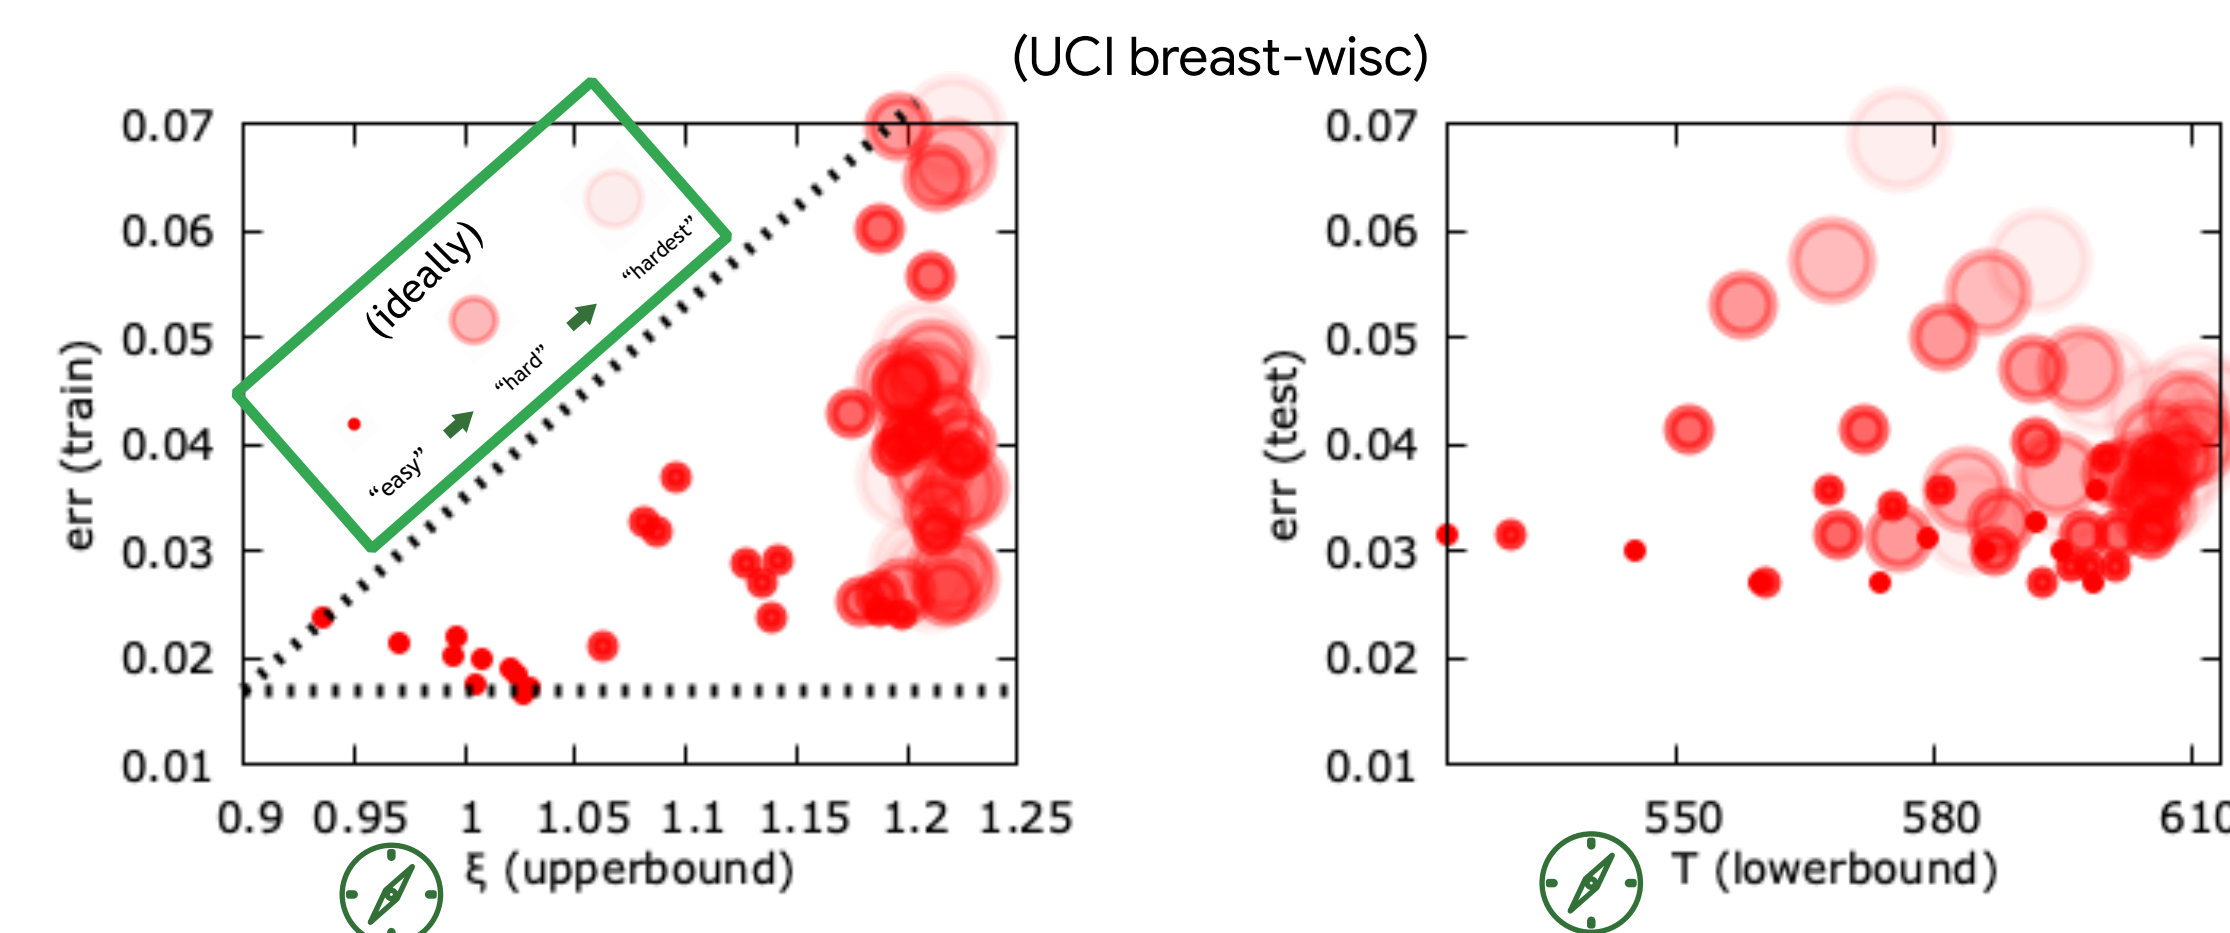 (UCI breast-wisc)
err (train)
0.07
0.06
0.05
0.04
0.03
0.02
0.01
0.9 0.95 1 1.05 1.1 1.15 1.2 1.25
ξ (upperbound)
(ideally)
“easy”
“hard”
“hardest”
err (test)
0.07
0.06
0.05
0.04
0.03
0.02
0.01
550 580 610
T (lowerbound)